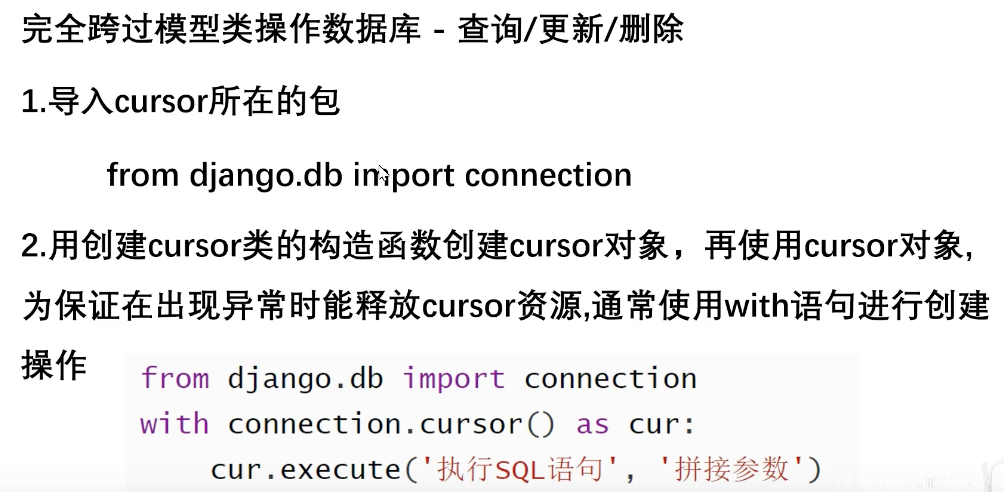 完全跨过模型类操作数据库 - 查询/更新/删除
1.导入cursor所在的包
from django.db import connection
2.用创建cursor类的构造函数创建cursor对象，再使用cursor对象,
为保证在出现异常时能释放cursor资源,通常使用with语句进行创建
操作
from django.db import connection
with connection.cursor() as cur:
cur.execute('执行SQL语句', '拼接参数')